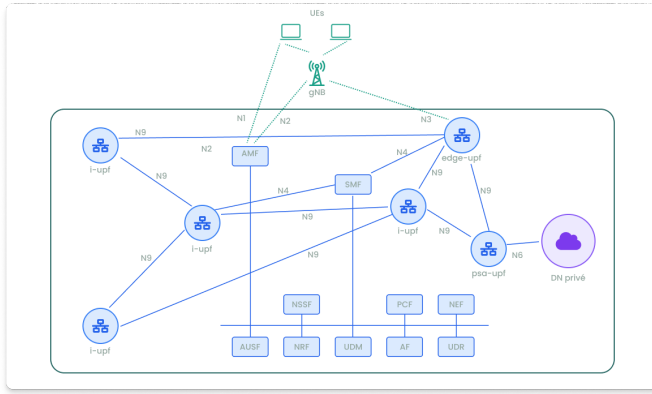 UEs
gNB
N1
N2
N3
N9
N2
AMF
N4
edge-upf
i-upf
N9
N4
SMF
N9
N9
N9
i-upf
i-upf
N9
N9
N9
N6
psa-upf
DN privé
i-upf
NSSF
PCF
NEF
AUSF
NRF
UDM
AF
UDR